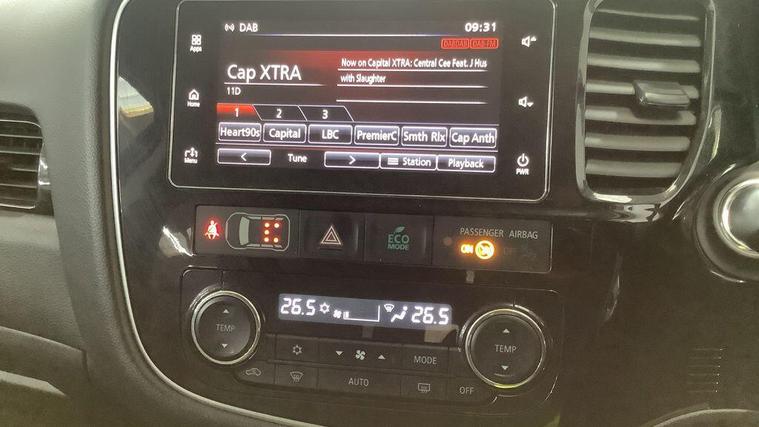 DAB 09:31
Apps
DABDAB DAB-FM
Now on Capital XTRA: Central Cee Feat. J Hus
Cap XTRA
with Slaughter
11D
Home
1 2 3
Heart90s Capital LBC PremierC Smth Rlx Cap Anth
Menu
< Tune > Station Playback
PWR
ECO
MODE
PASSENGER AIRBAG
ON OFF
26.5 26.5
TEMP
TEMP
MODE
AUTO
OFF